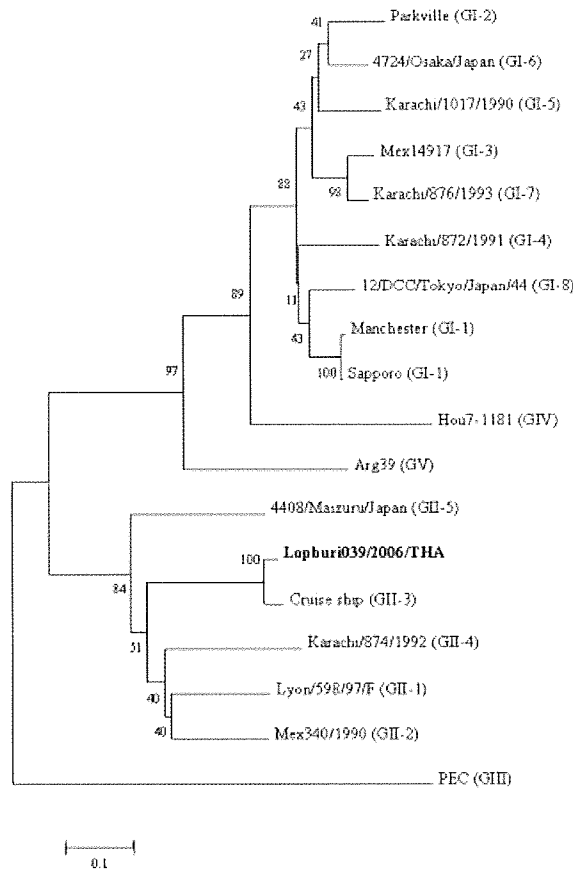 41
Parkville (GI-2)
27
4724/Osaka/Japan (GI-6)
43
Karachi/1017/1990 (GI-5)
Mex14917 (GI-3)
88
98
Karachi/876/1993 (GI-7)
Karachi/872/1991 (GI-4)
89
11
12/DCC/Tokyo/Japan/44 (GI-8)
Manchester (GI-1)
43
97
100
Sapporo (GI-1)
Hou7-1181 (GIV)
Arg39 (GV)
4408/Maizuru/Japan (GII-5)
100
Lopburi039/2006/THA
84
Cruise ship (GII-3)
51
Karachi/874/1992 (GII-4)
40
Lyon/598/97/F (GII-1)
40
Mex340/1990 (GII-2)
PEC (GIII)
0.1